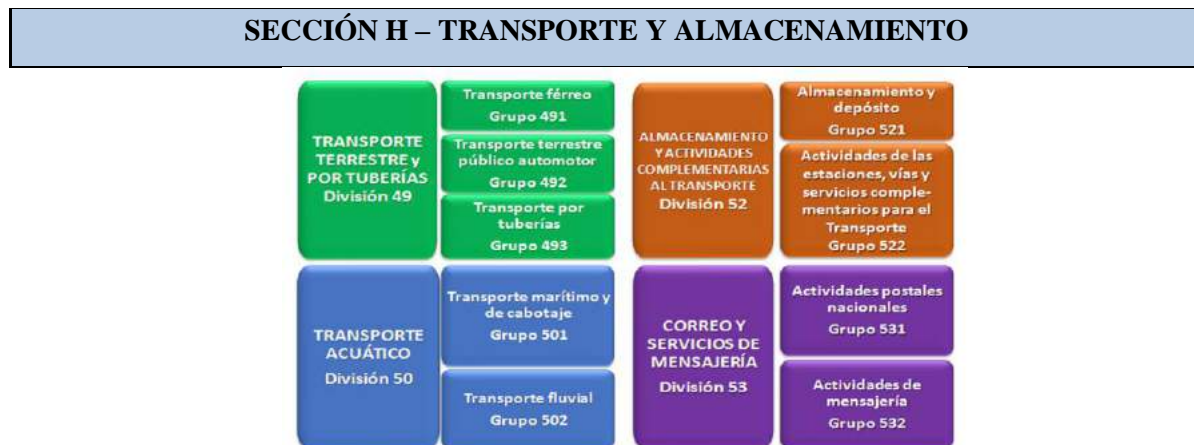 SECCIÓN H – TRANSPORTE Y ALMACENAMIENTO
TRANSPORTE
TERRESTRE y
POR TUBERÍAS
División 49
Transporte férreo
Grupo 491
Transporte terrestre
público automotor
Grupo 492
Transporte por
tuberías
Grupo 493
ALMACENAMIENTO
Y ACTIVIDADES
COMPLEMENTARIAS
AL TRANSPORTE
División 52
Almacenamiento y
depósito
Grupo 521
Actividades de las
estaciones, vías y
servicios comple-
mentarios para el
Transporte
Grupo 522
TRANSPORTE
ACUÁTICO
División 50
Transporte marítimo y
de cabotaje
Grupo 501
Transporte fluvial
Grupo 502
CORREO Y
SERVICIOS DE
MENSAJERÍA
División 53
Actividades postales
nacionales
Grupo 531
Actividades de
mensajería
Grupo 532